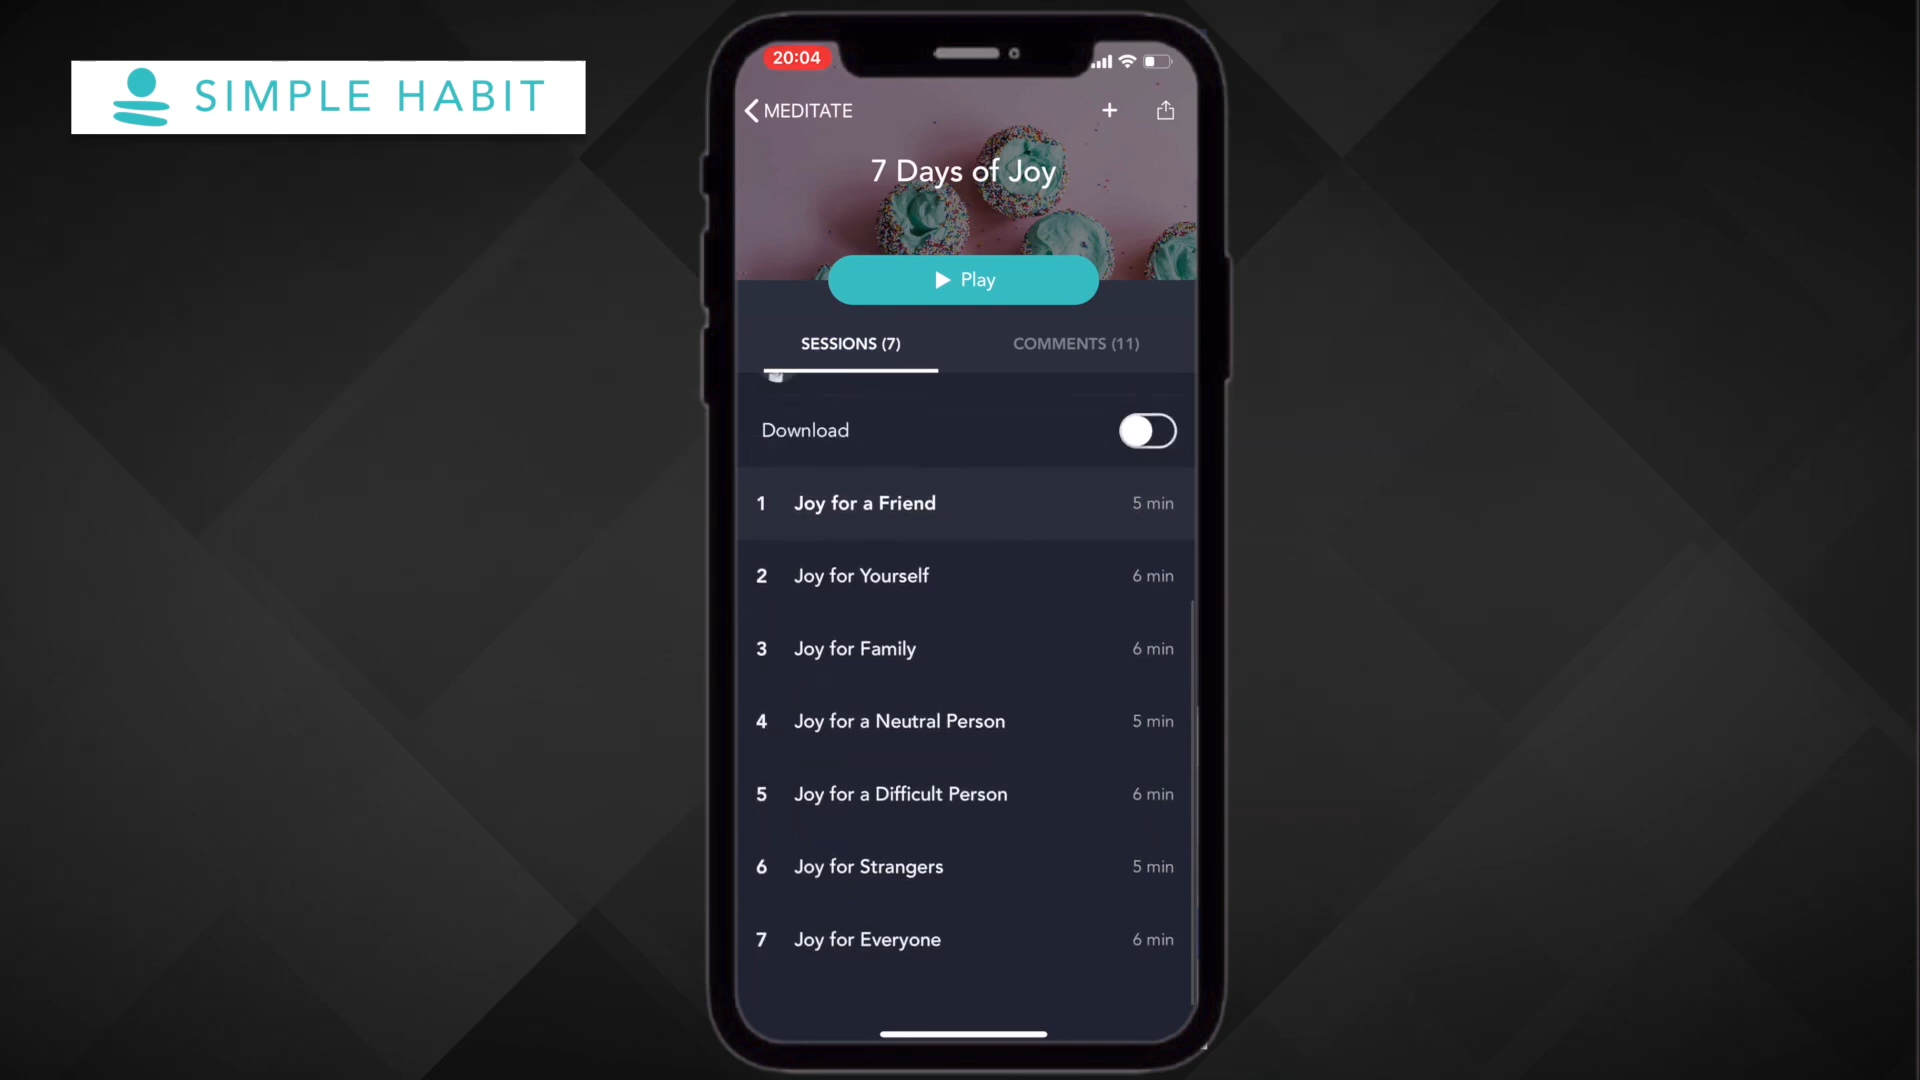 SIMPLE HABIT
20:04
MEDITATE
+
7 Days of Joy
Play
SESSIONS (7)
COMMENTS (11)
Download
1 Joy for a Friend 5 min
2 Joy for Yourself 6 min
3 Joy for Family 6 min
4 Joy for a Neutral Person 5 min
5 Joy for a Difficult Person 6 min
6 Joy for Strangers 5 min
7 Joy for Everyone 6 min